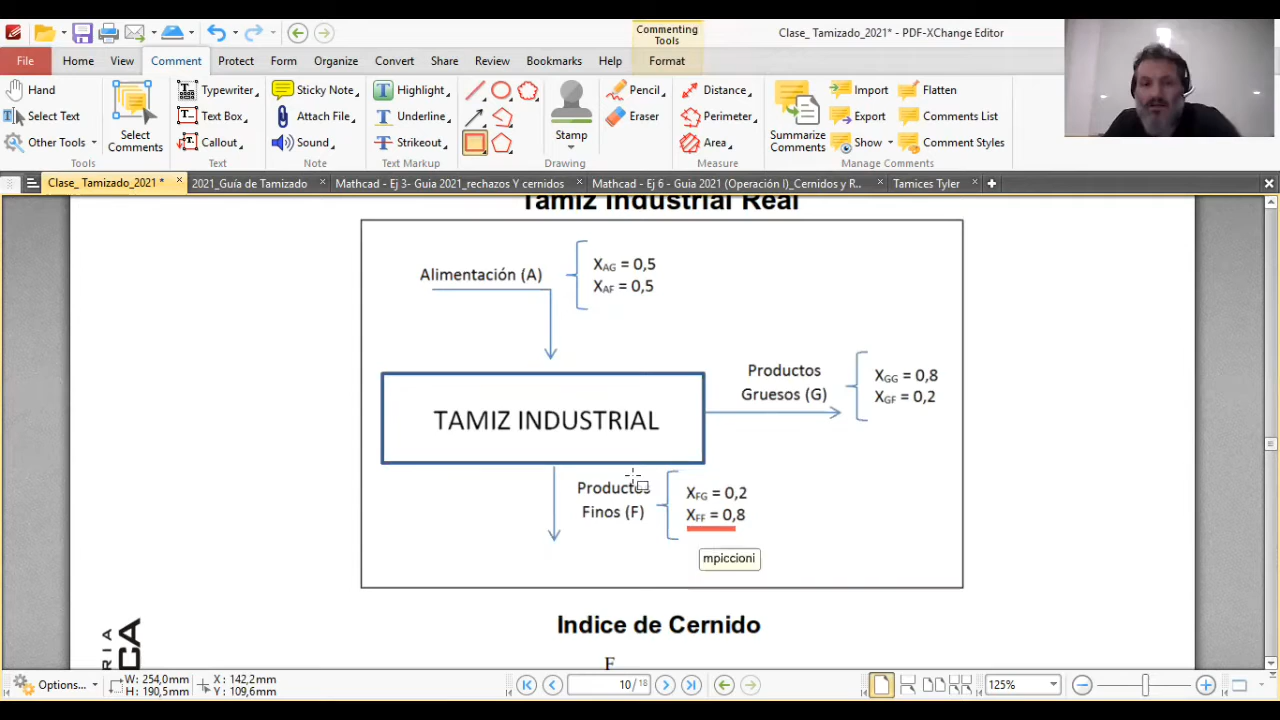 Clase_ Tamizado_2021* - PDF-XChange Editor
Commenting
Tools
File
Home
View
Comment
Protect
Form
Organize
Convert
Share
Review
Bookmarks
Help
Format
Hand
Select Text
Other Tools
Tools
Select
Comments
Typewriter
Text Box
Callout
Text
Sticky Note
Attach File
Sound
Note
Highlight
Underline
Strikeout
Text Markup
Pencil
Eraser
Stamp
Drawing
Distance
Perimeter
Area
Measure
Summarize
Comments
Import
Export
Show
Flatten
Comments List
Comment Styles
Manage Comments
Clase_ Tamizado_2021 *
2021_Guía de Tamizado
Mathcad - Ej 3- Guia 2021_rechazos Y cernidos
Mathcad - Ej 6 - Guia 2021 (Operación I)_Cernidos y R...
Tamices Tyler
Tamiz Industrial Real
Alimentación (A)
XAG = 0,5
XAF = 0,5
TAMIZ INDUSTRIAL
Productos
Gruesos (G)
XGG = 0,8
XGF = 0,2
Productos
Finos (F)
XFG = 0,2
XFF = 0,8
mpiccioni
Indice de Cernido
F
RIA
CA
Options...
W: 254,0mm
H: 190,5mm
X: 142,2mm
Y: 109,6mm
10 / 18
125%